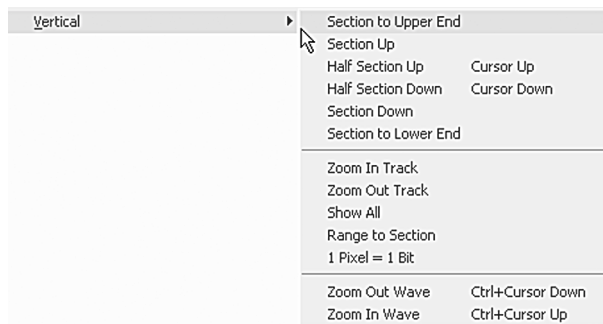 Vertical
Section to Upper End
Section Up
Half Section Up Cursor Up
Half Section Down Cursor Down
Section Down
Section to Lower End
Zoom In Track
Zoom Out Track
Show All
Range to Section
1 Pixel = 1 Bit
Zoom Out Wave Ctrl+Cursor Down
Zoom In Wave Ctrl+Cursor Up